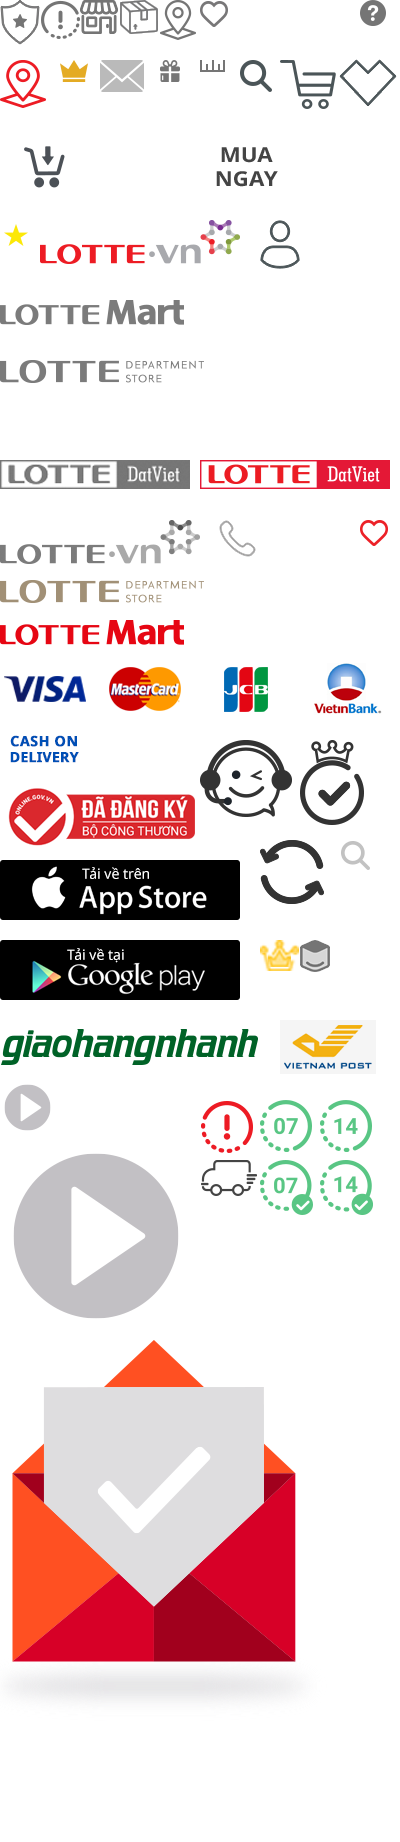 ?
MUA
NGAY
LOTTE.vn
LOTTE Mart
LOTTE DEPARTMENT
STORE
LOTTE DatViet
LOTTE DatViet
LOTTE.vn
LOTTE DEPARTMENT
STORE
LOTTE Mart
VISA
MasterCard
JCB
VietinBank
CASH ON
DELIVERY
ONLINE.GOV.VN
ĐÃ ĐĂNG KÝ
BỘ CÔNG THƯƠNG
Tải về trên
App Store
Tải về tại
Google play
giaohangnhanh
VIETNAM POST
! 07 14
07 14